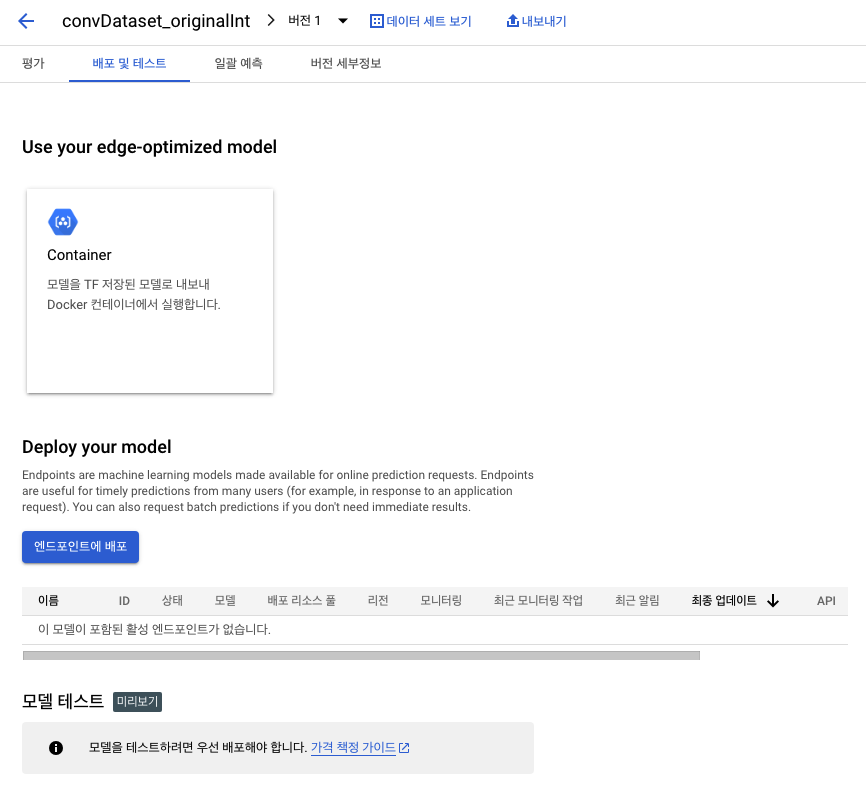 convDataset_originalInt
버전 1
데이터 세트 보기
내보내기
평가
배포 및 테스트
일괄 예측
버전 세부정보
Use your edge-optimized model
Container
모델을 TF 저장된 모델로 내보내
Docker 컨테이너에서 실행합니다.
Deploy your model
Endpoints are machine learning models made available for online prediction requests. Endpoints
are useful for timely predictions from many users (for example, in response to an application
request). You can also request batch predictions if you don't need immediate results.
엔드포인트에 배포
이름 ID 상태 모델 배포 리소스 풀 리전 모니터링 최근 모니터링 작업 최근 알림 최종 업데이트 API
이 모델이 포함된 활성 엔드포인트가 없습니다.
모델 테스트 미리보기
모델을 테스트하려면 우선 배포해야 합니다. 가격 책정 가이드